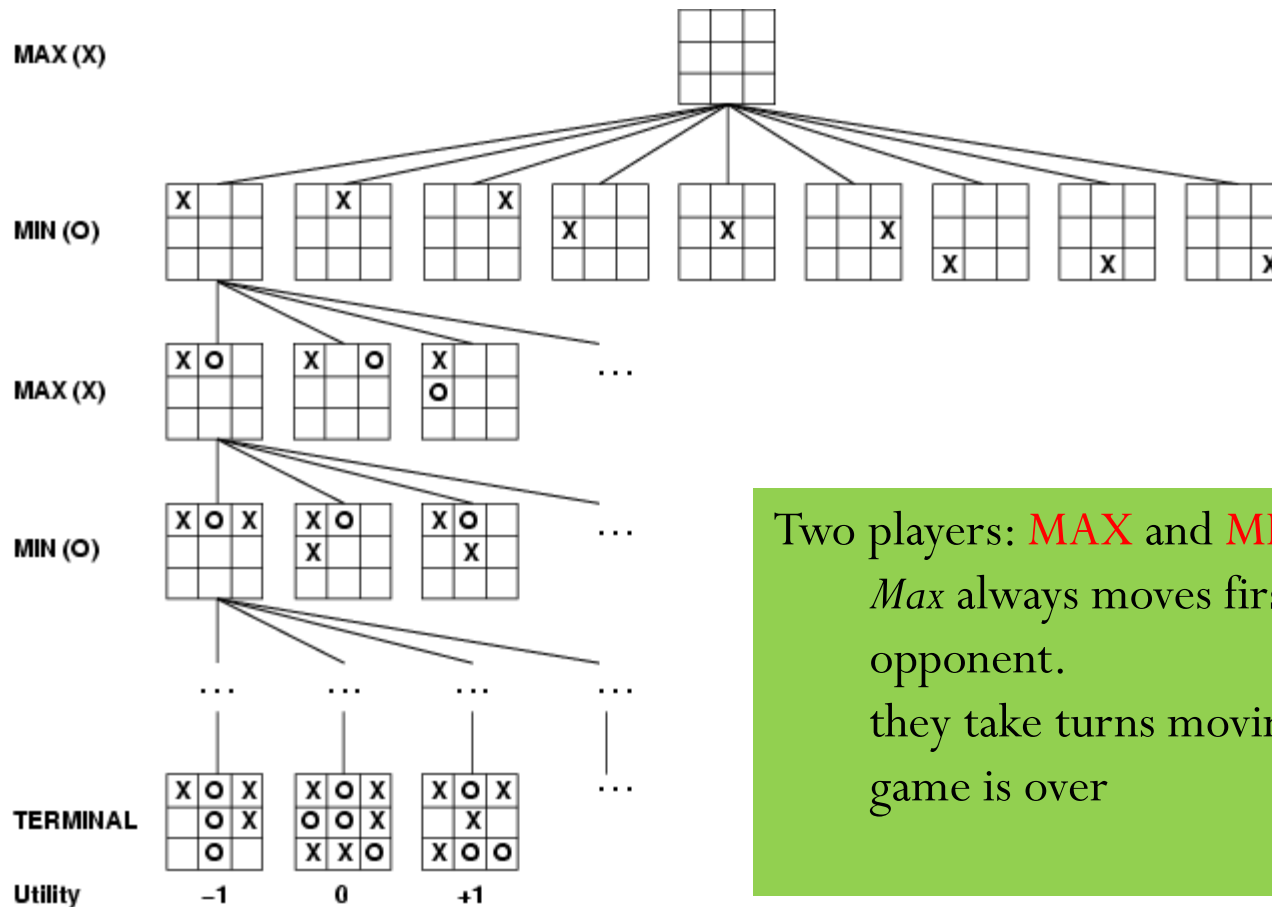 MAX (X)
X X X X X X X X X
MIN (O)
X O X O X
MAX (X)
O
...
X O X X O X O
MIN (O)
X X
...
Two players: MAX and
Max always moves
opponent.
they take turns
game is over
... ... ... ...
X O X X O X X O X
TERMINAL
O X O O X X
...
O X X O X O O
Utility -1 0 +1